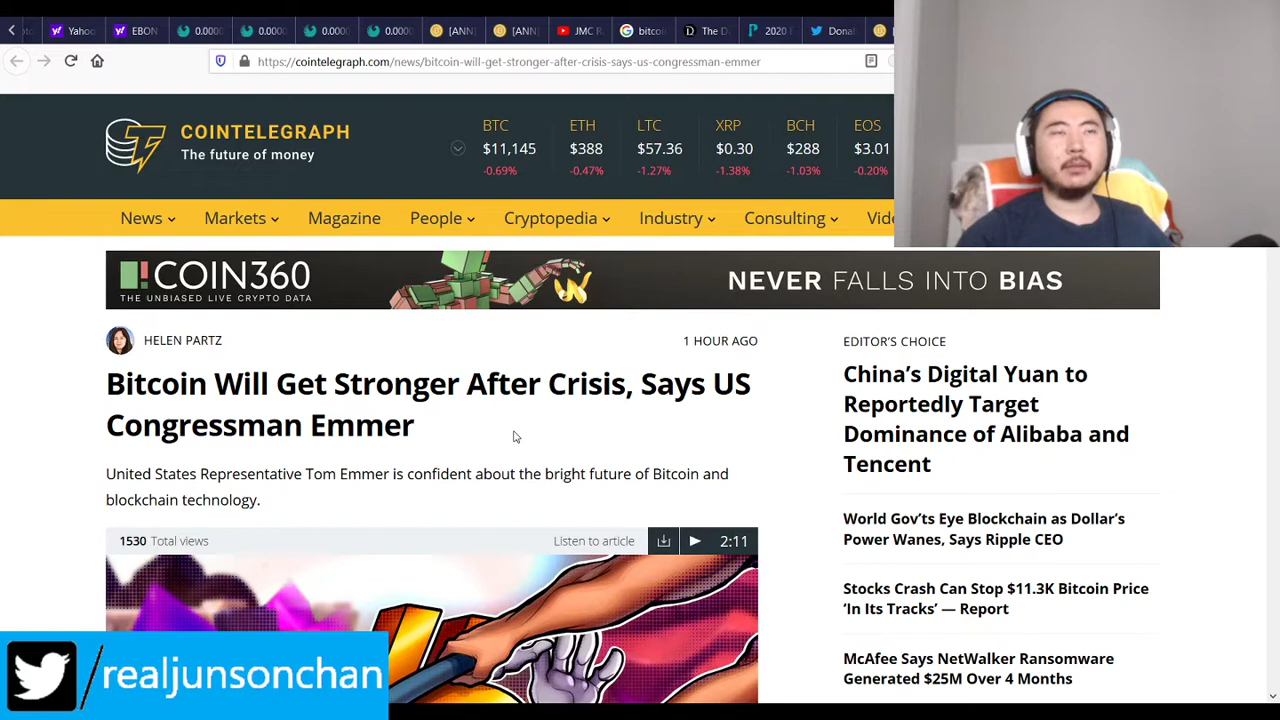 Yahoo
EBON
0.0000
0.0000
0.0000
0.0000
[ANN]
[ANN]
JMC R
bitcoi
The D
2020 E
Donal
https://cointelegraph.com/news/bitcoin-will-get-stronger-after-crisis-says-us-congressman-emmer
COINTELEGRAPH
The future of money
BTC ETH LTC XRP BCH EOS
$11,145 $388 $57.36 $0.30 $288 $3.01
-0.69% -0.47% -1.27% -1.38% -1.03% -0.20%
News Markets Magazine People Cryptopedia Industry Consulting Vide
COIN360
THE UNBIASED LIVE CRYPTO DATA
NEVER FALLS INTO BIAS
HELEN PARTZ
1 HOUR AGO
Bitcoin Will Get Stronger After Crisis, Says US
Congressman Emmer
United States Representative Tom Emmer is confident about the bright future of Bitcoin and
blockchain technology.
1530 Total views
Listen to article
2:11
EDITOR'S CHOICE
China's Digital Yuan to
Reportedly Target
Dominance of Alibaba and
Tencent
World Gov'ts Eye Blockchain as Dollar's
Power Wanes, Says Ripple CEO
Stocks Crash Can Stop $11.3K Bitcoin Price
'In Its Tracks' — Report
McAfee Says NetWalker Ransomware
Generated $25M Over 4 Months
/realjunsonchan